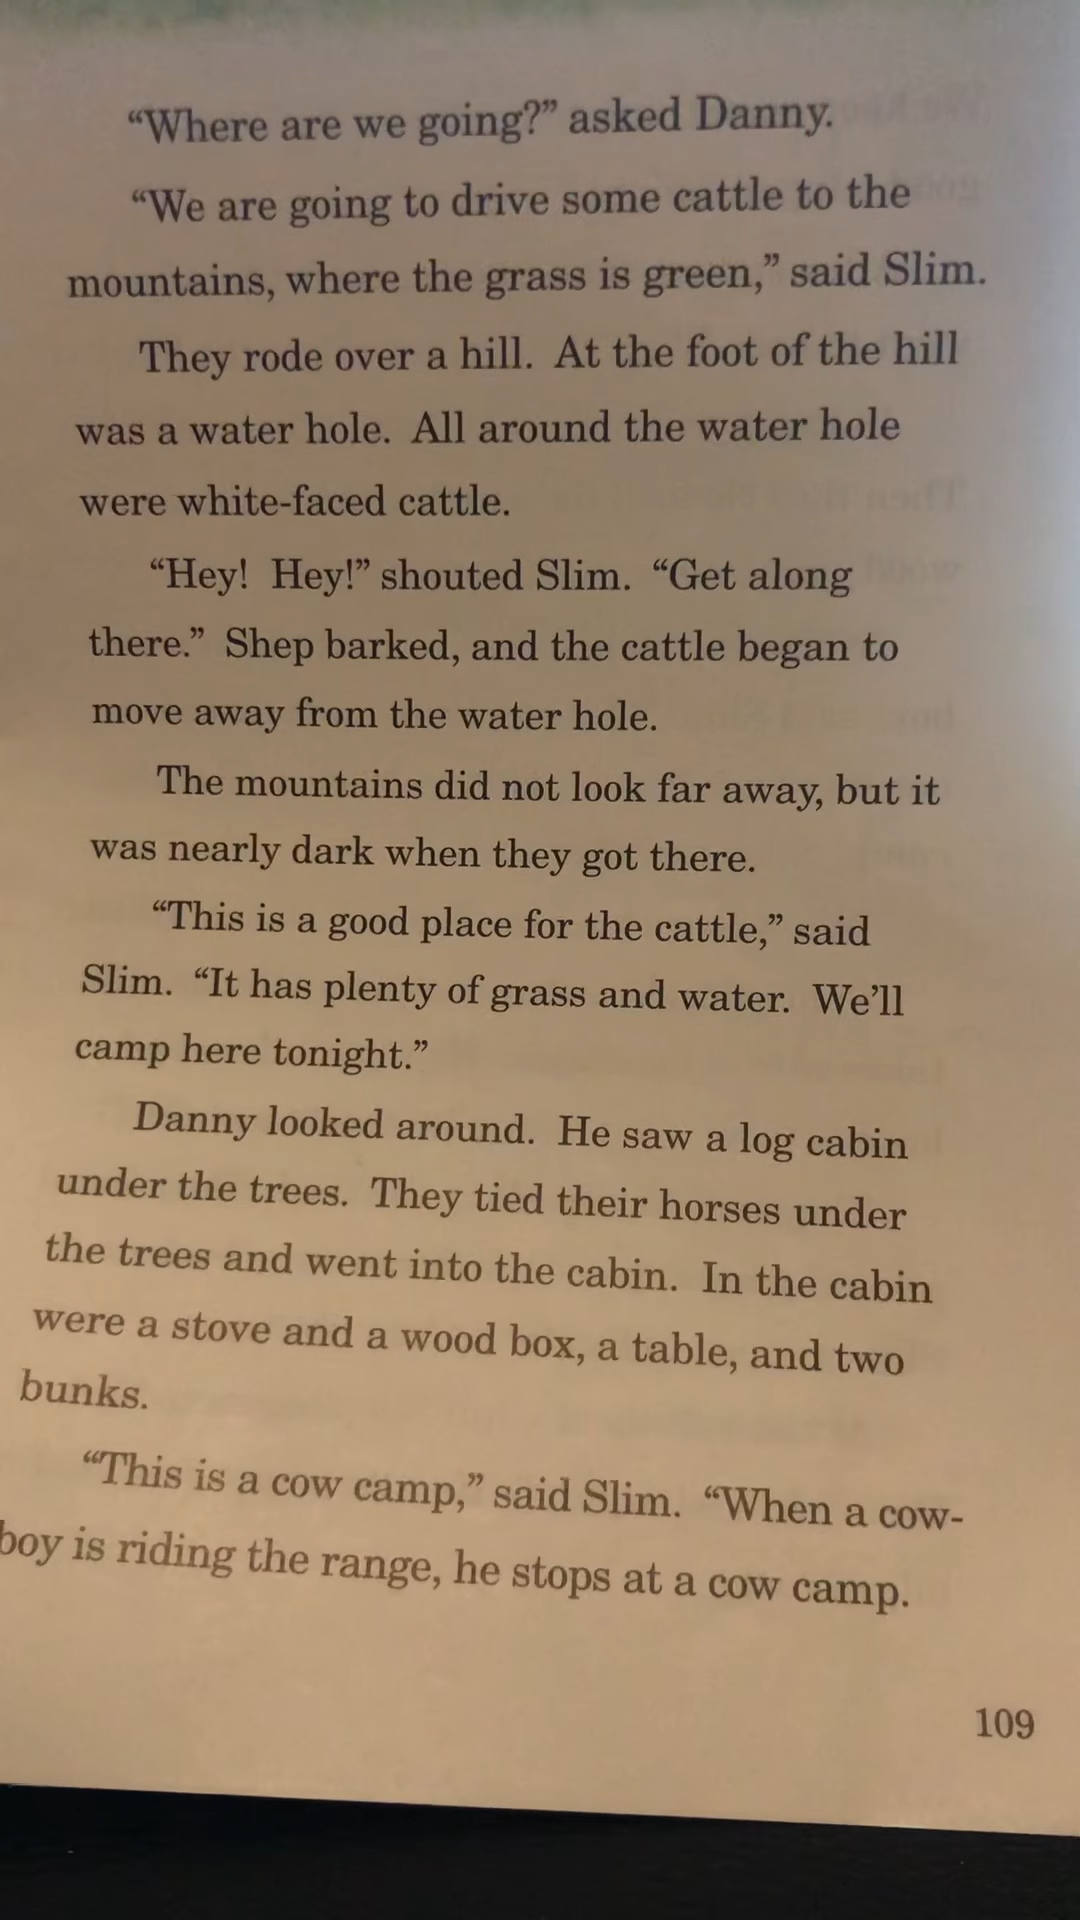 “Where are we going?” asked Danny.
“We are going to drive some cattle to the
mountains, where the grass is green,” said Slim.
They rode over a hill. At the foot of the hill
was a water hole. All around the water hole
were white-faced cattle.
“Hey! Hey!” shouted Slim. “Get along
there.” Shep barked, and the cattle began to
move away from the water hole.
The mountains did not look far away, but it
was nearly dark when they got there.
“This is a good place for the cattle,” said
Slim. “It has plenty of grass and water. We’ll
camp here tonight.”
Danny looked around. He saw a log cabin
under the trees. They tied their horses under
the trees and went into the cabin. In the cabin
were a stove and a wood box, a table, and two
bunks.
“This is a cow camp,” said Slim. “When a cow-
boy is riding the range, he stops at a cow camp.
109